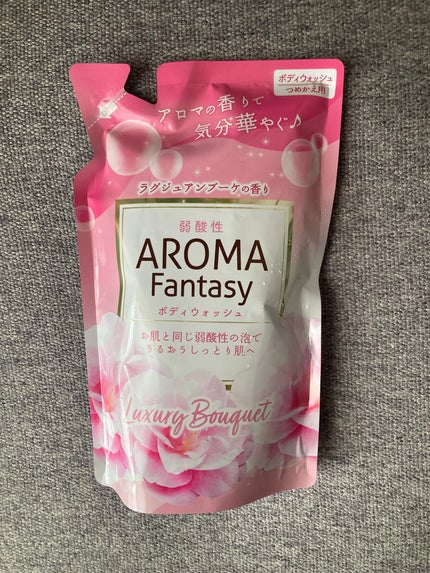 ボディウォッシュ
つめかえ用
アロマの香りで
気分華やぐ♪
ラグジュアンブーケの香り
弱酸性
AROMA
Fantasy
ボディウォッシュ
お肌と同じ弱酸性の泡で
うるおうしっとり肌へ
Luxury Bouquet